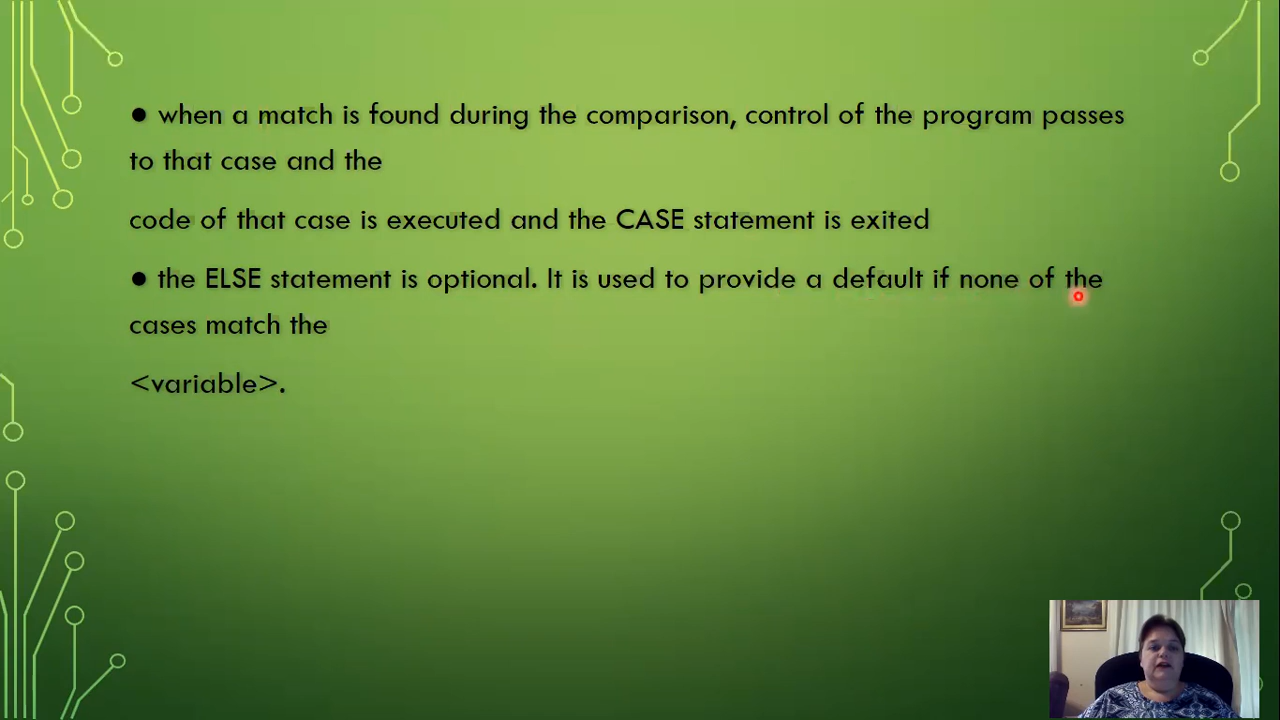 ● when a match is found during the comparison, control of the program passes
to that case and the
code of that case is executed and the CASE statement is exited
● the ELSE statement is optional. It is used to provide a default if none of the
cases match the
<variable>.